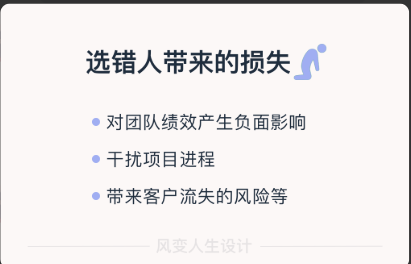 选错人带来的损失
对团队绩效产生负面影响
干扰项目进程
带来客户流失的风险等
风变人生设计